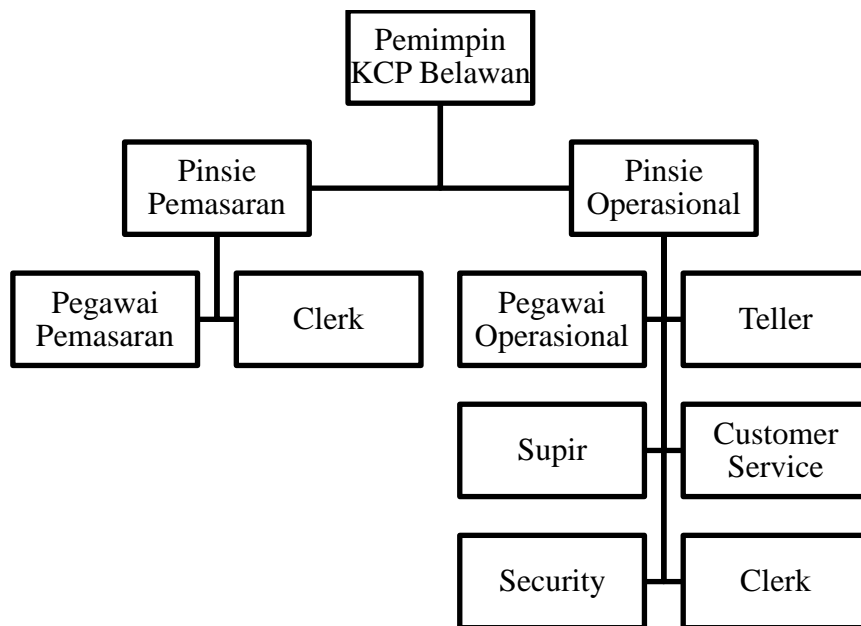 Pemimpin
KCP Belawan
Pinsie
Pemasaran
Pinsie
Operasional
Pegawai
Pemasaran
Clerk
Pegawai
Operasional
Teller
Supir
Customer
Service
Security
Clerk